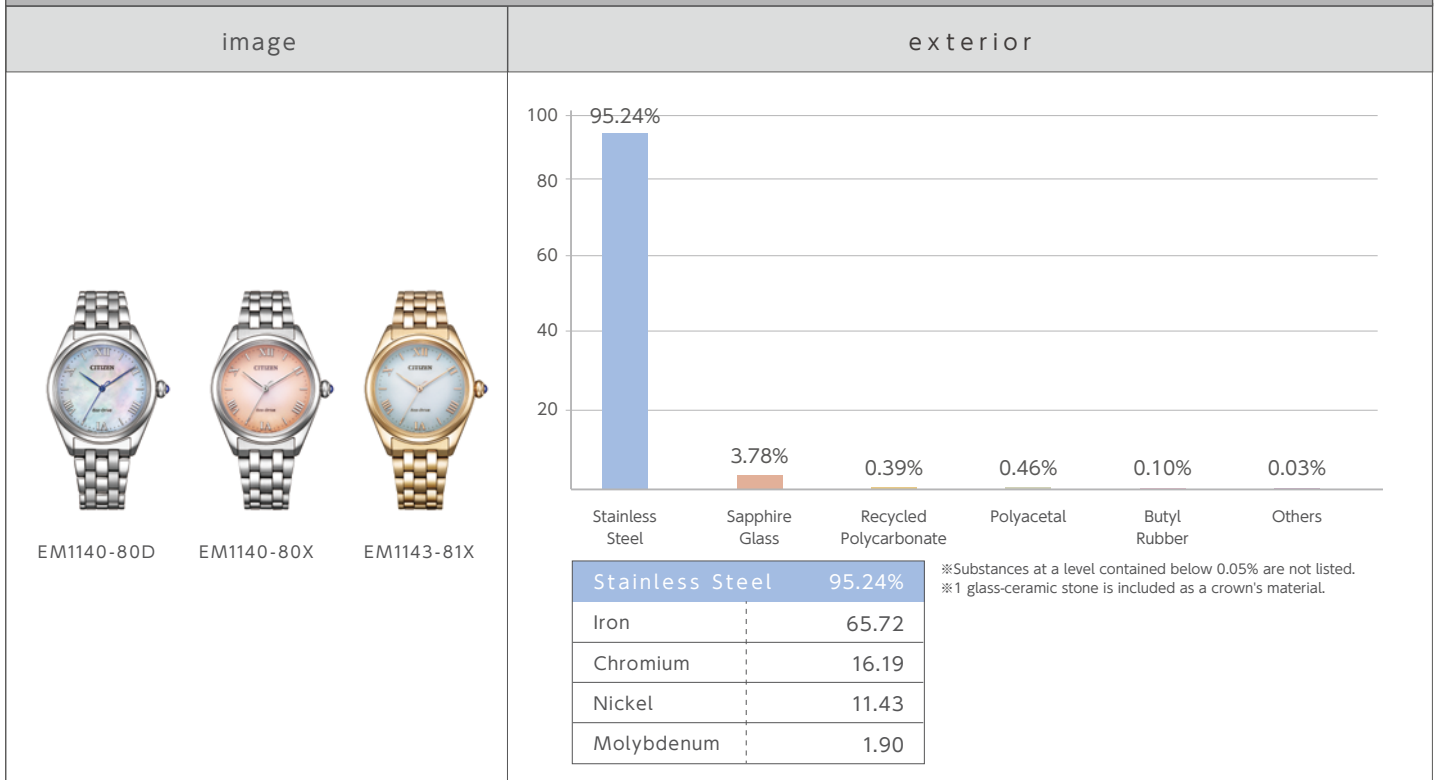 image
exterior
100
80
60
40
20
95.24%
3.78%
0.39%
0.46%
0.10%
0.03%
Stainless
Steel
Sapphire
Glass
Recycled
Polycarbonate
Polyacetal
Butyl
Rubber
Others
CITIZEN
CITIZEN
CITIZEN
EM1140-80D
EM1140-80X
EM1143-81X
Stainless Steel 95.24%
Iron 65.72
Chromium 16.19
Nickel 11.43
Molybdenum 1.90
※Substances at a level contained below 0.05% are not listed.
※1 glass-ceramic stone is included as a crown's material.